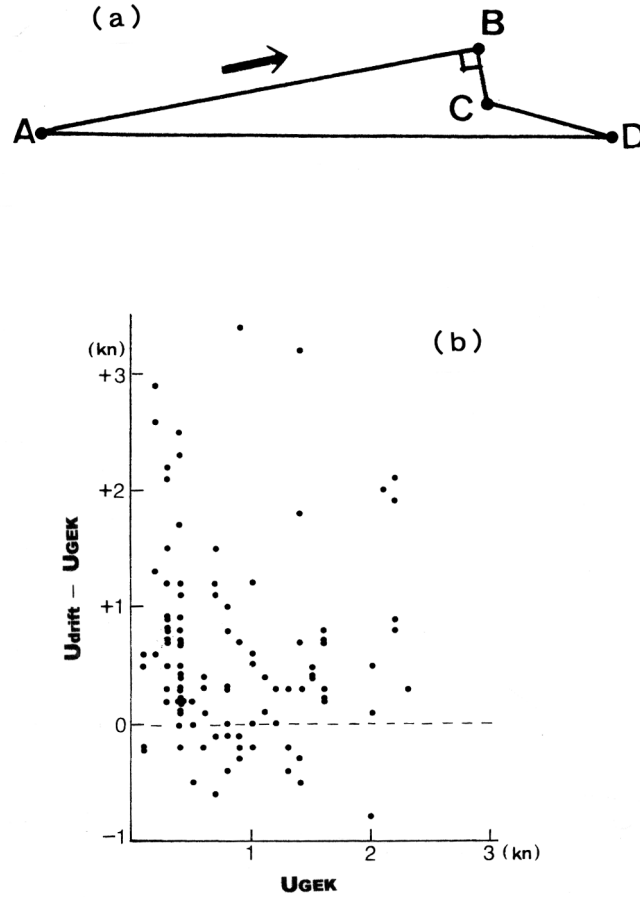 (a)
B
A
C
D
(kn)
(b)
+3
+2
+1
0
−1
Udrift − UGEK
1
2
3 (kn)
UGEK